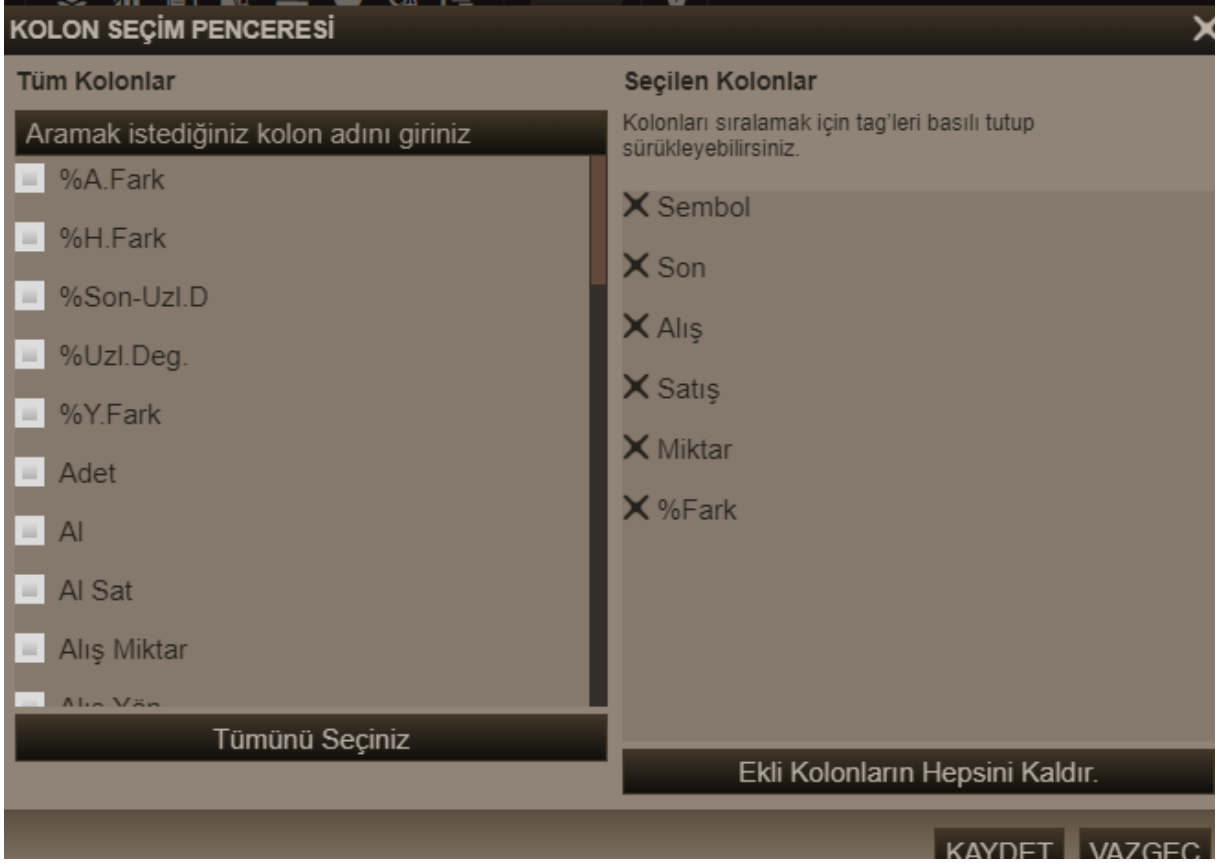 KOLON SEÇİM PENCERESİ
Tüm Kolonlar
Aramak istediğiniz kolon adını giriniz
%A.Fark
%H.Fark
%Son-Uzl.D
%Uzl.Deg.
%Y.Fark
Adet
Al
Al Sat
Alış Miktar
Alış Yön
Tümünü Seçiniz
Seçilen Kolonlar
Kolonları sıralamak için tag'leri basılı tutup
sürükleyebilirsiniz.
Sembol
Son
Alış
Satış
Miktar
%Fark
Ekli Kolonların Hepsini Kaldır.
KAYDET
VAZGEÇ